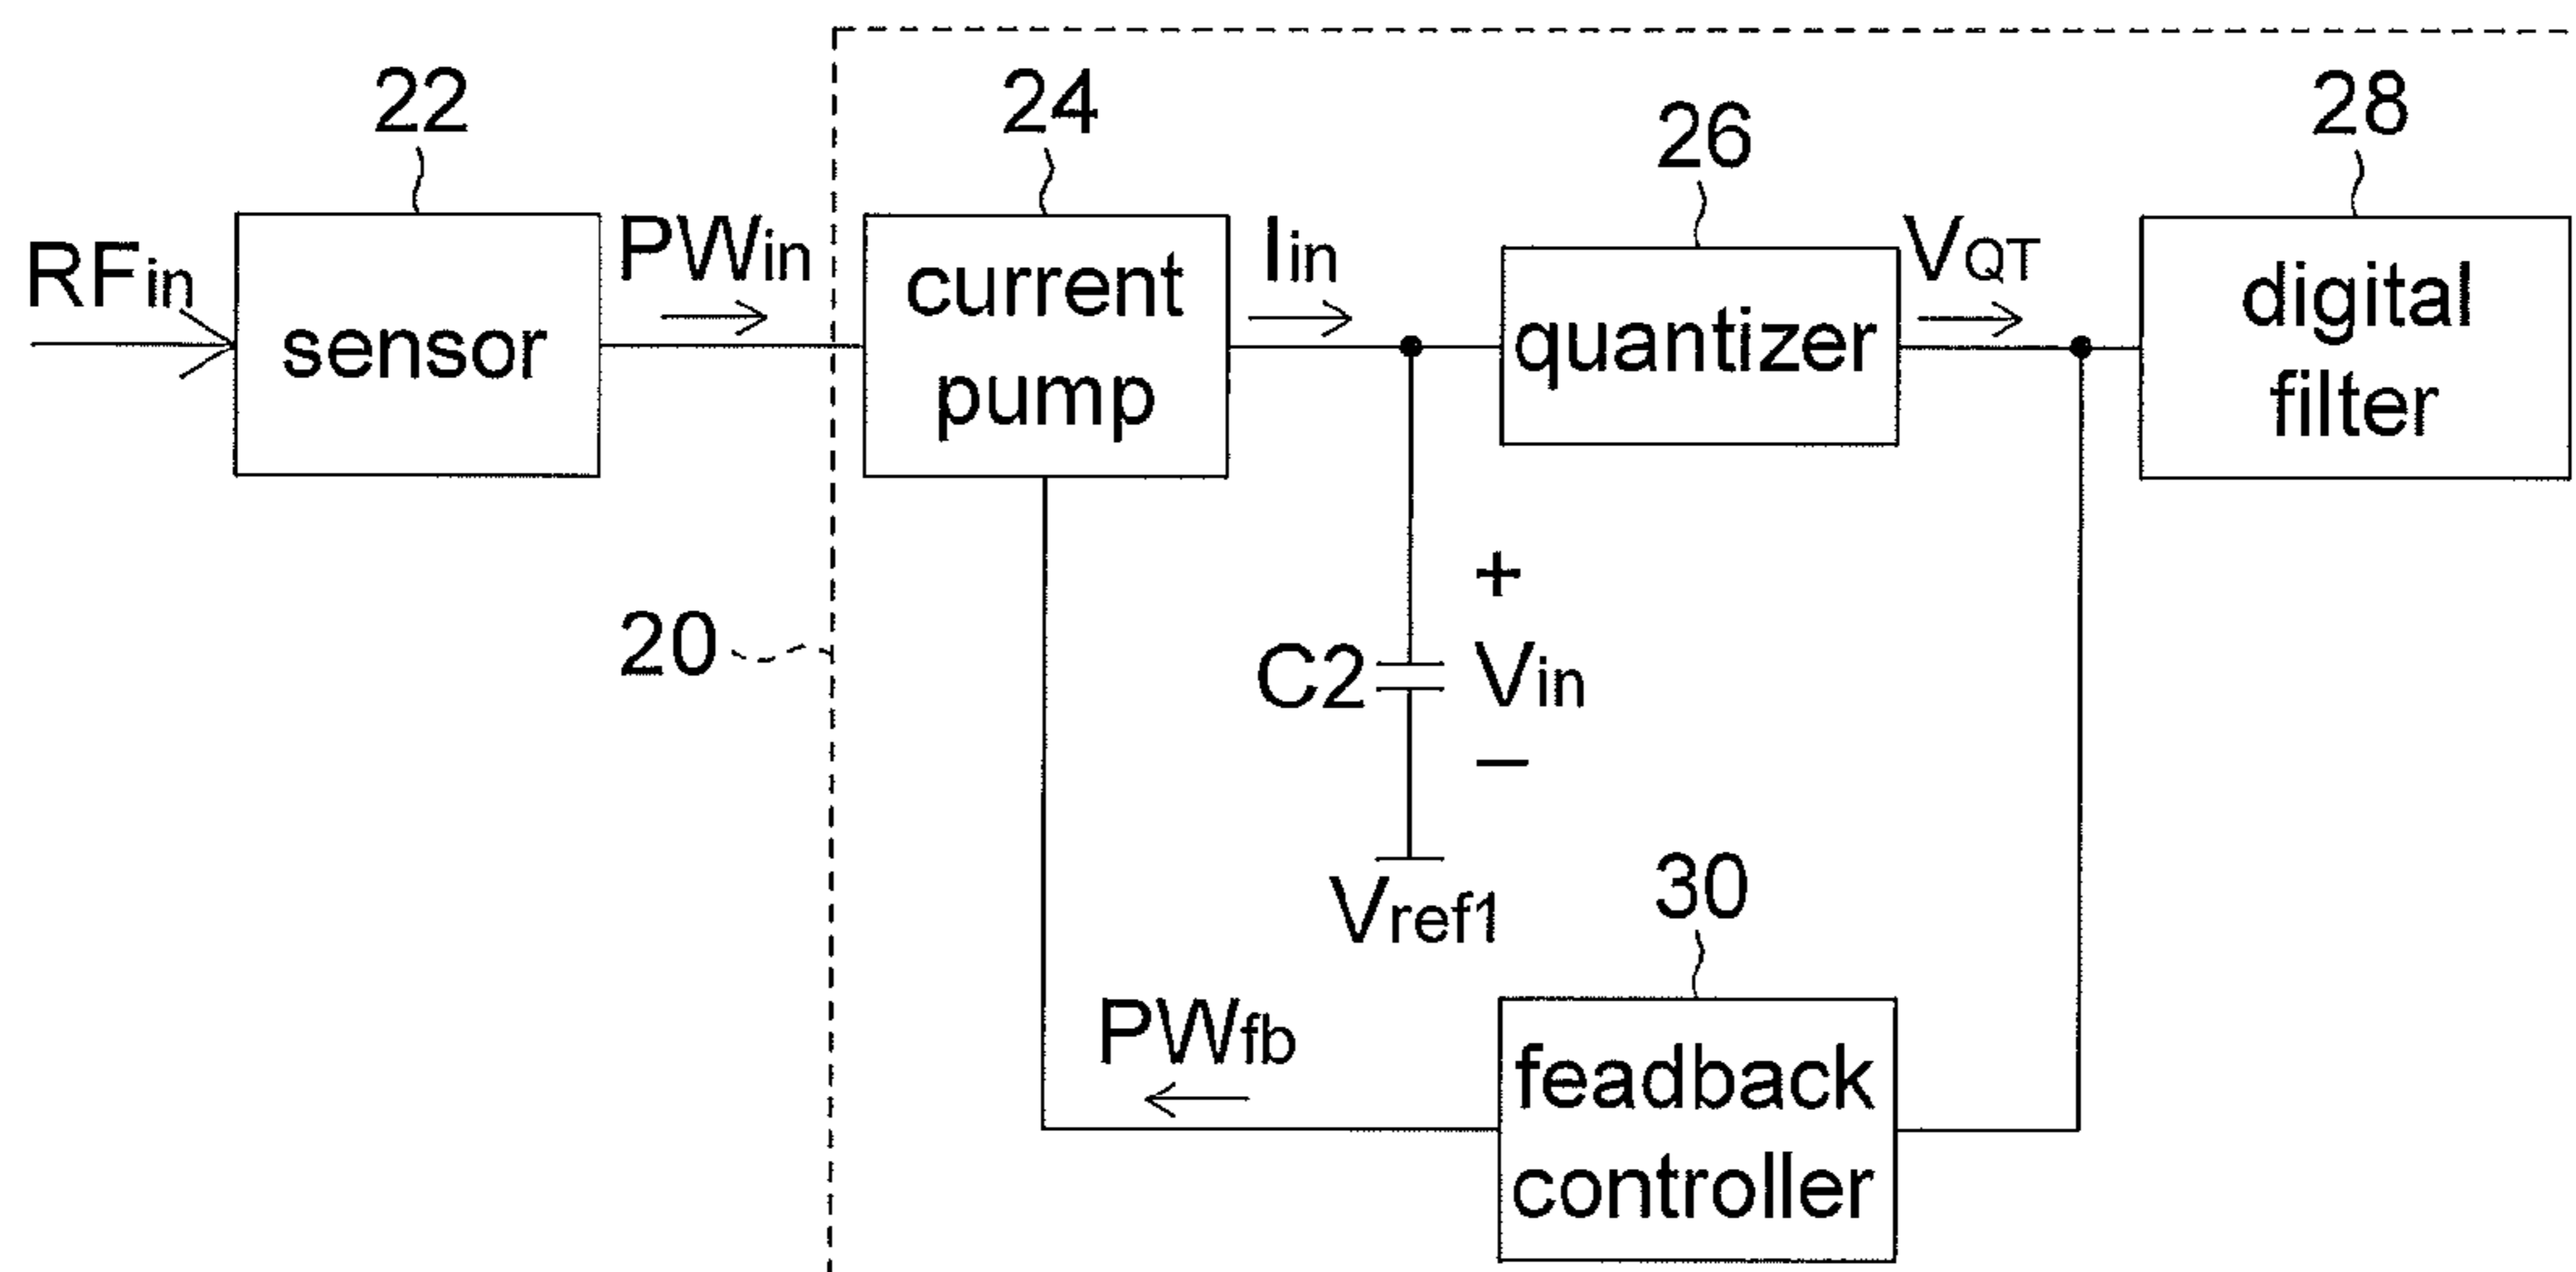 22
24
26
28
RFin
sensor
PWin
current
pump
Iin
quantizer
VQT
digital
filter
20
C2
+
Vin
–
Vref1
30
PWfb
feadback
controller